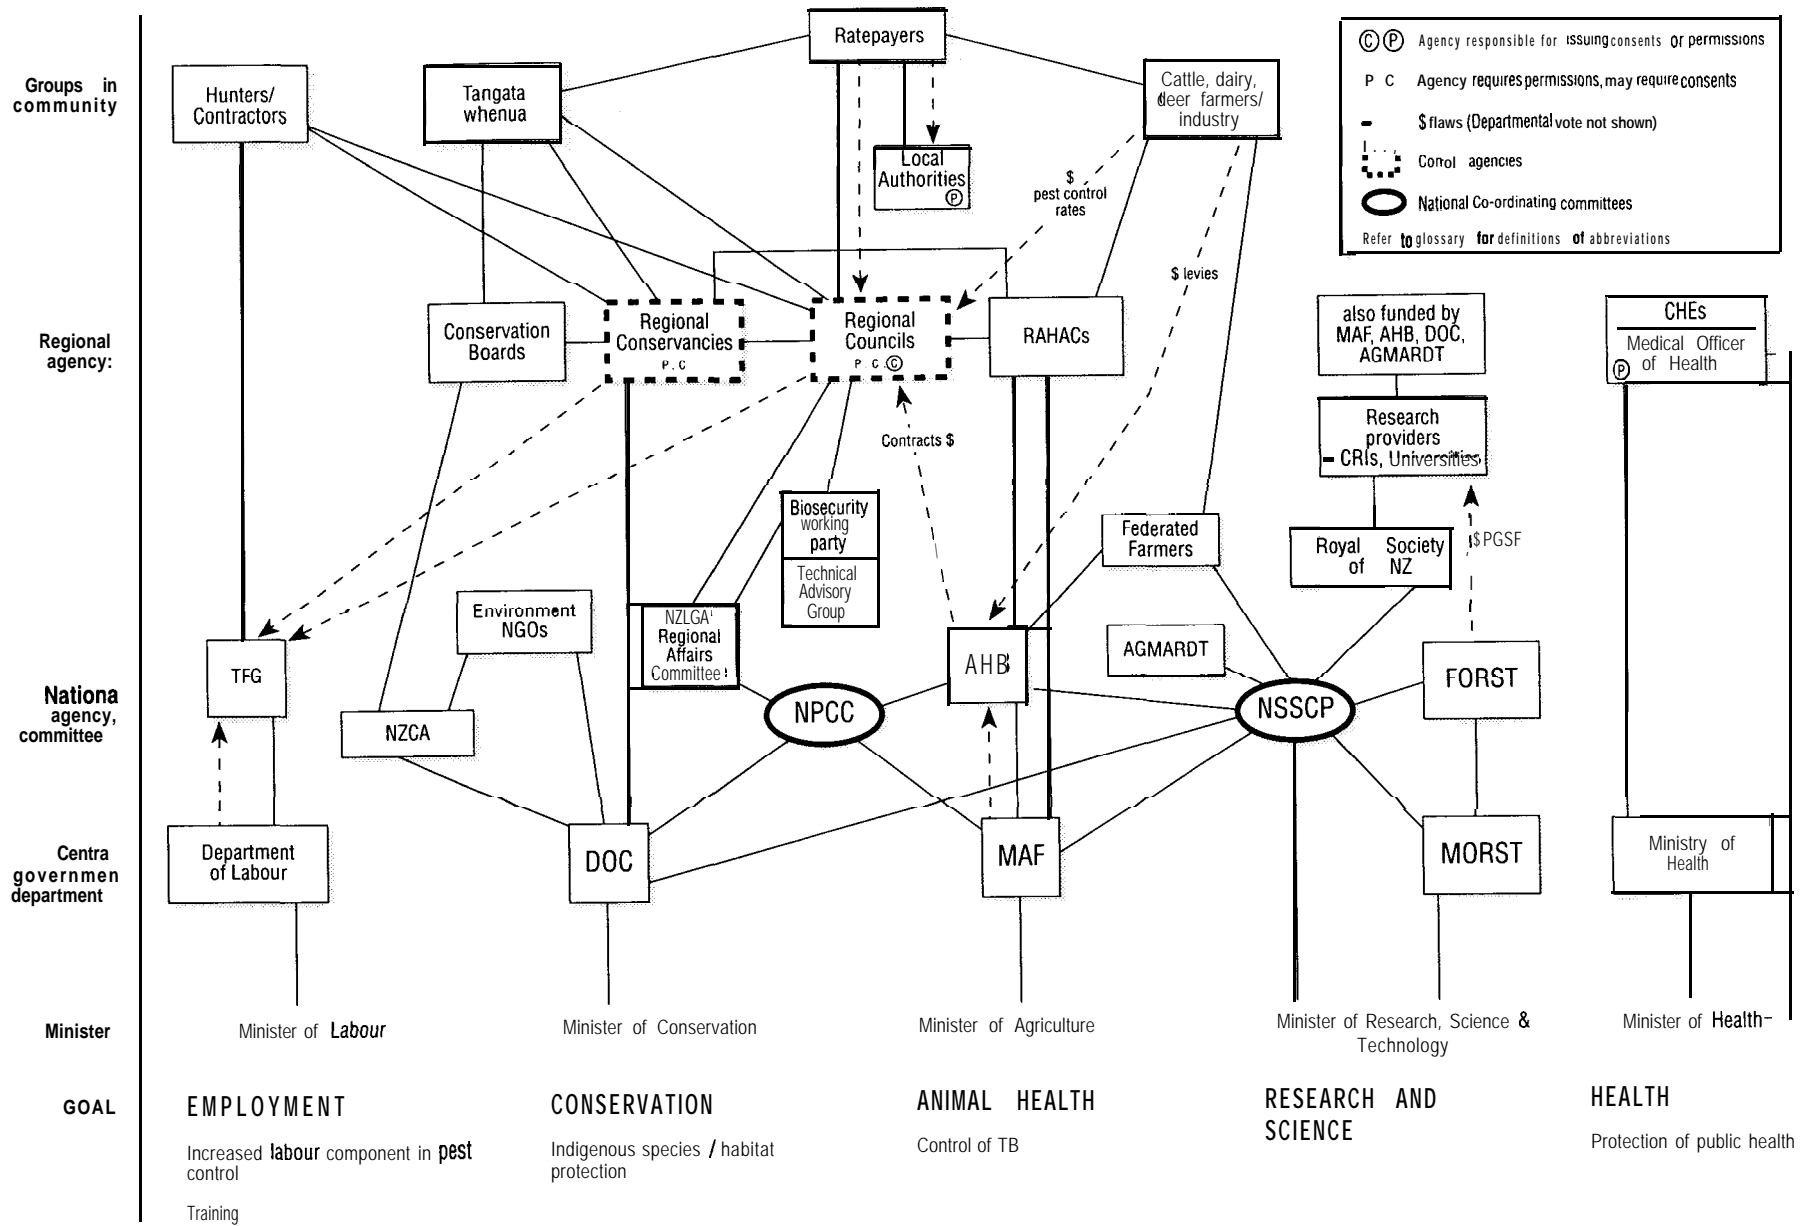 Ratepayers
Groups in
community
Hunters/
Contractors
Tangata
whenua
Cattle, dairy,
deer farmers/
industry
Local
Authorities
P
$
pest control
rates
$ levies
C P Agency responsible for issuing consents or permissions
P C Agency requires permissions, may require consents
$ flaws (Departmental vote not shown)
Control agencies
National Co-ordinating committees
Refer to glossary for definitions of abbreviations
Regional
agency:
Conservation
Boards
Regional
Conservancies
P . C
Regional
Councils
P C C
RAHACs
also funded by
MAF, AHB, DOC,
AGMARDT
CHEs
Medical Officer
of Health
P
Research
providers
– CRIs, Universities
Contracts $
Biosecurity
working
party
Technical
Advisory
Group
Federated
Farmers
Royal Society
of NZ
$PGSF
Environment
NGOs
NZLGA
Regional
Affairs
Committee
AGMARDT
TFG
AHB
FORST
Nationa
agency,
committee
NZCA
NPCC
NSSCP
Centra
governmen
department
Department
of Labour
DOC
MAF
MORST
Ministry of
Health
Minister
Minister of Labour
Minister of Conservation
Minister of Agriculture
Minister of Research, Science &
Technology
Minister of Health–
GOAL
EMPLOYMENT
Increased labour component in pest
control
Training
CONSERVATION
Indigenous species / habitat
protection
ANIMAL HEALTH
Control of TB
RESEARCH AND
SCIENCE
HEALTH
Protection of public health